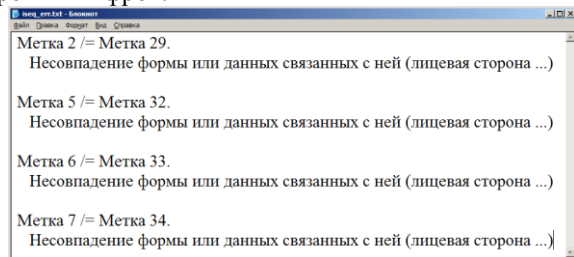 iseq_err.txt - Блокнот
Файл Правка Формат Вид Справка
Метка 2 /= Метка 29.
Несовпадение формы или данных связанных с ней (лицевая сторона ...)
Метка 5 /= Метка 32.
Несовпадение формы или данных связанных с ней (лицевая сторона ...)
Метка 6 /= Метка 33.
Несовпадение формы или данных связанных с ней (лицевая сторона ...)
Метка 7 /= Метка 34.
Несовпадение формы или данных связанных с ней (лицевая сторона ...)